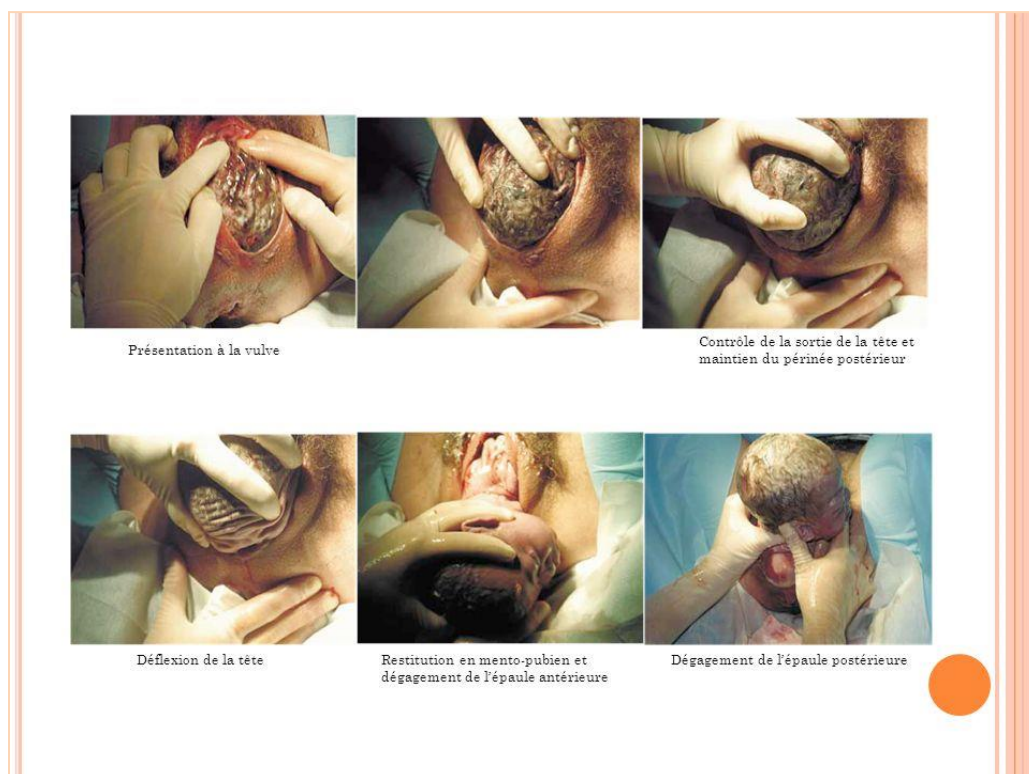 Présentation à la vulve
Contrôle de la sortie de la tête et
maintien du périnée postérieur
Déflexion de la tête
Restitution en mento-pubien et
dégagement de l'épaule antérieure
Dégagement de l'épaule postérieure